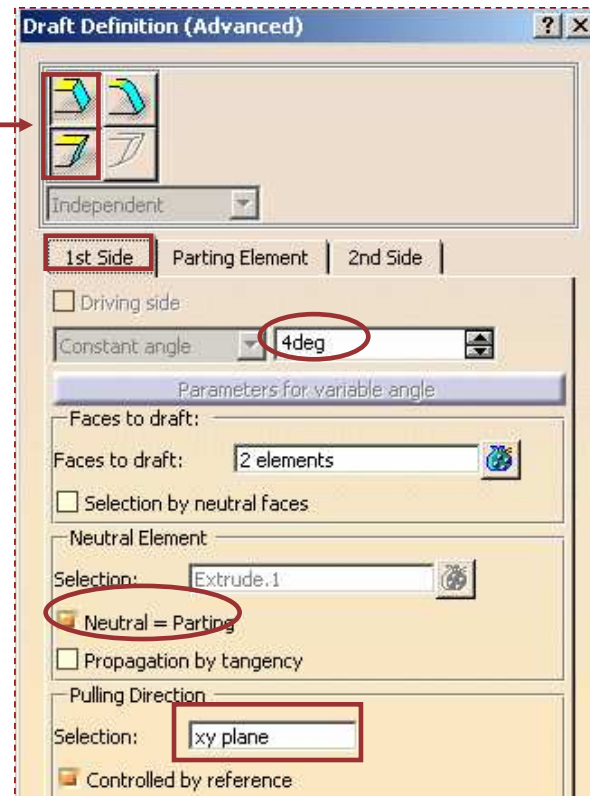 Draft Definition (Advanced)
Independent
1st Side Parting Element 2nd Side
Driving side
Constant angle 4deg
Parameters for variable angle
Faces to draft:
Faces to draft: 2 elements
Selection by neutral faces
Neutral Element
Selection: Extrude.1
Neutral = Parting
Propagation by tangency
Pulling Direction
Selection: xy plane
Controlled by reference